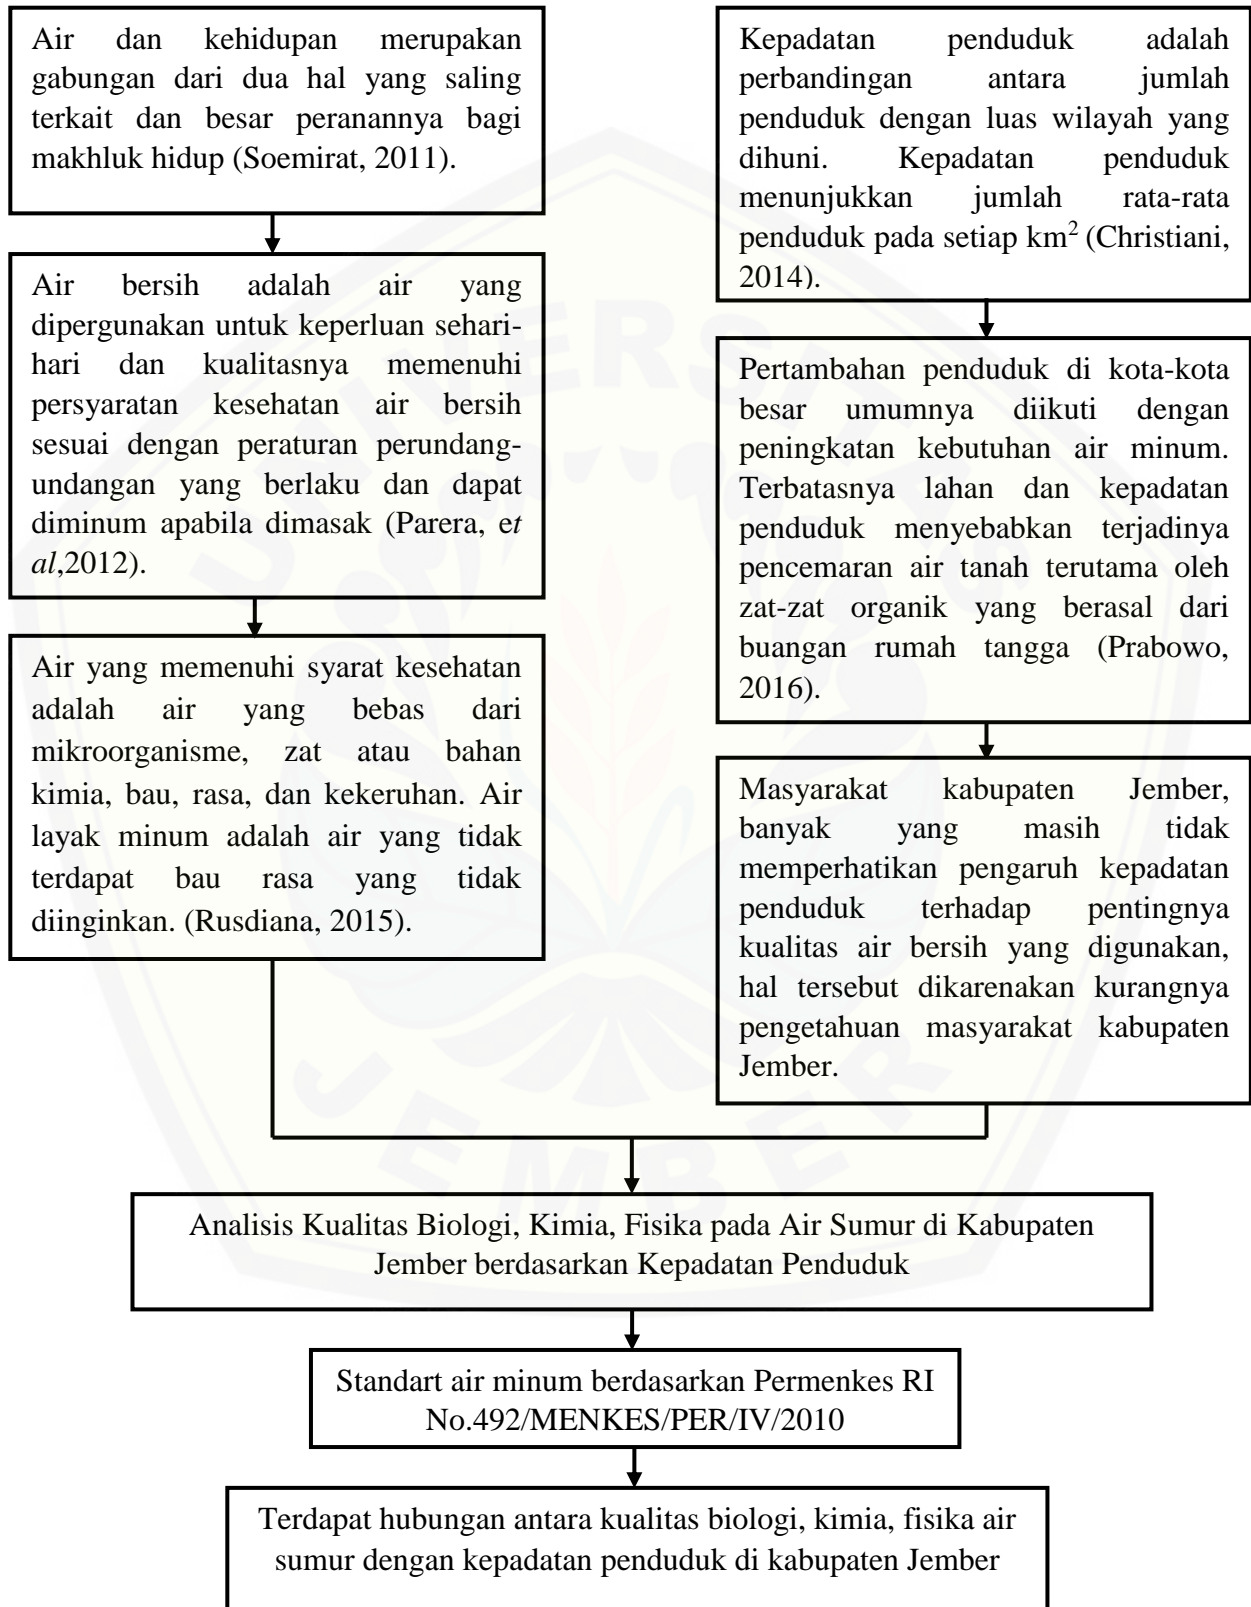 Air dan kehidupan merupakan
gabungan dari dua hal yang saling
terkait dan besar peranannya bagi
makhluk hidup (Soemirat, 2011).
Air bersih adalah air yang
dipergunakan untuk keperluan sehari-
hari dan kualitasnya memenuhi
persyaratan kesehatan air bersih
sesuai dengan peraturan perundang-
undangan yang berlaku dan dapat
diminum apabila dimasak (Parera, et
al,2012).
Air yang memenuhi syarat kesehatan
adalah air yang bebas dari
mikroorganisme, zat atau bahan
kimia, bau, rasa, dan kekeruhan. Air
layak minum adalah air yang tidak
terdapat bau rasa yang tidak
diinginkan. (Rusdiana, 2015).
Kepadatan penduduk adalah
perbandingan antara jumlah
penduduk dengan luas wilayah yang
dihuni. Kepadatan penduduk
menunjukkan jumlah rata-rata
penduduk pada setiap km² (Christiani,
2014).
Pertambahan penduduk di kota-kota
besar umumnya diikuti dengan
peningkatan kebutuhan air minum.
Terbatasnya lahan dan kepadatan
penduduk menyebabkan terjadinya
pencemaran air tanah terutama oleh
zat-zat organik yang berasal dari
buangan rumah tangga (Prabowo,
2016).
Masyarakat kabupaten Jember,
banyak yang masih tidak
memperhatikan pengaruh kepadatan
penduduk terhadap pentingnya
kualitas air bersih yang digunakan,
hal tersebut dikarenakan kurangnya
pengetahuan masyarakat kabupaten
Jember.
Analisis Kualitas Biologi, Kimia, Fisika pada Air Sumur di Kabupaten
Jember berdasarkan Kepadatan Penduduk
Standart air minum berdasarkan Permenkes RI
No.492/MENKES/PER/IV/2010
Terdapat hubungan antara kualitas biologi, kimia, fisika air
sumur dengan kepadatan penduduk di kabupaten Jember
UNIVERSITAS
JEMBER